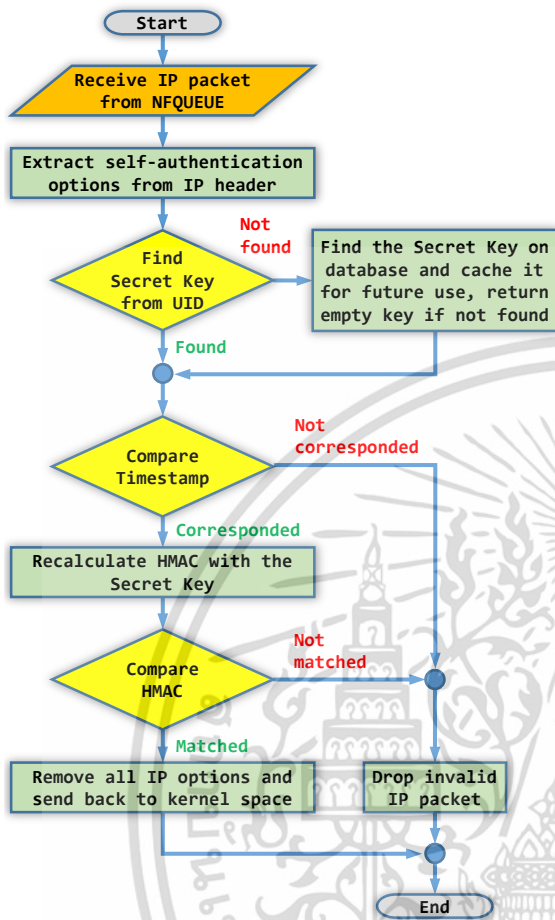 Start
Receive IP packet
from NFQUEUE
Extract self-authentication
options from IP header
Find
Secret Key
from UID
Not
found
Find the Secret Key on
database and cache it
for future use, return
empty key if not found
Found
Compare
Timestamp
Not
corresponded
Corresponded
Recalculate HMAC with the
Secret Key
Compare
HMAC
Not
matched
Matched
Remove all IP options and
send back to kernel space
Drop invalid
IP packet
End